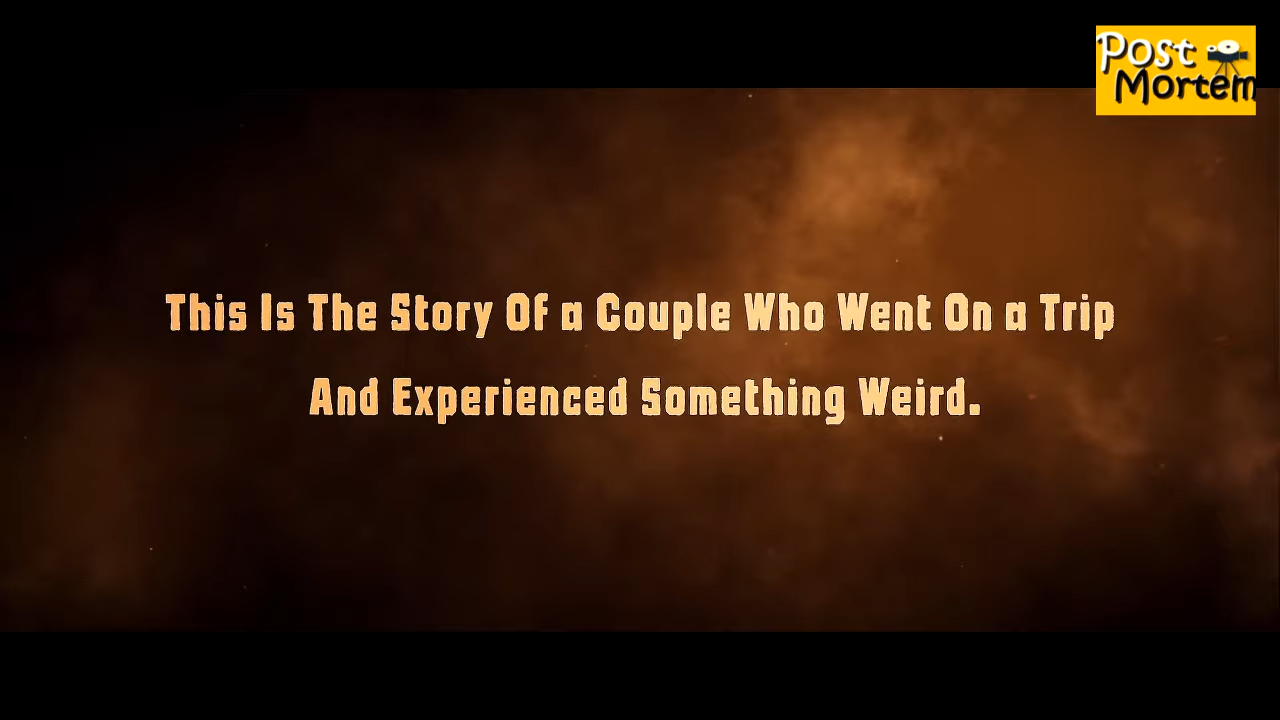 Post
Mortem
This Is The Story Of a Couple Who Went On a Trip
And Experienced Something Weird.